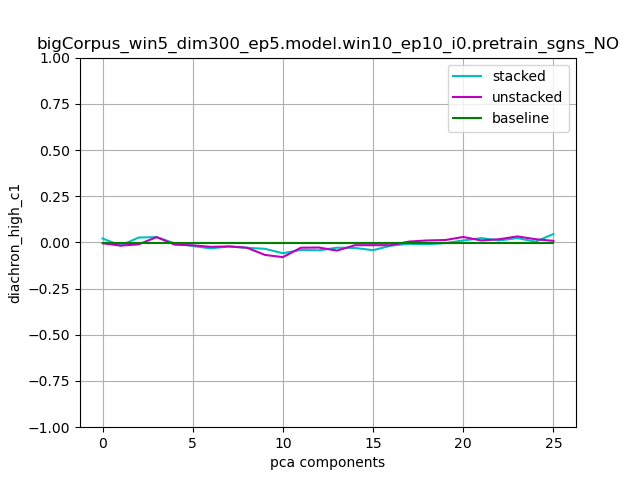 bigCorpus_win5_dim300_ep5.model.win10_ep10_i0.pretrain_sgns_NO
1.00
0.75
0.50
0.25
0.00
−0.25
−0.50
−0.75
−1.00
diachron_high_c1
stacked
unstacked
baseline
0 5 10 15 20 25
pca components